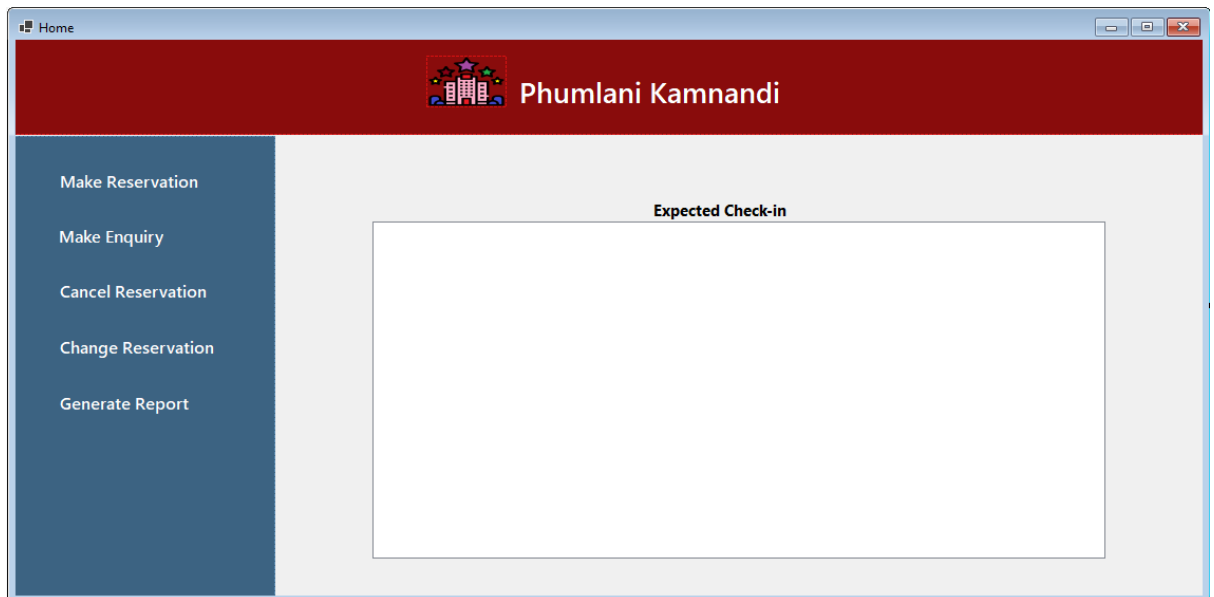 Home
Phumlani Kamnandi
Make Reservation
Make Enquiry
Cancel Reservation
Change Reservation
Generate Report
Expected Check-in